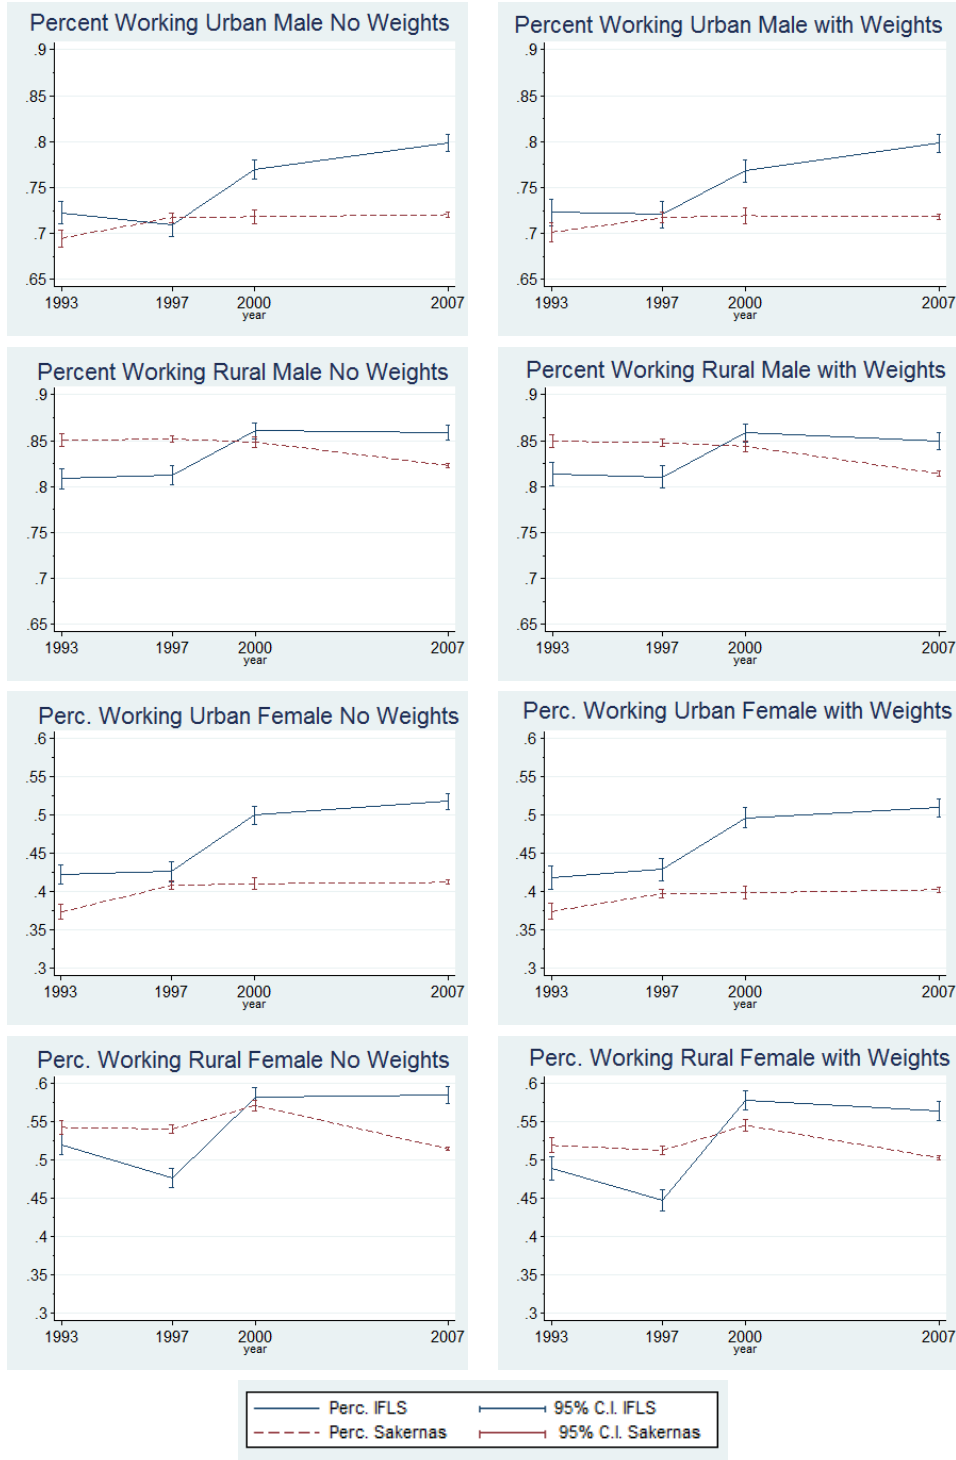 Percent Working Urban Male No Weights
.9
.85
.8
.75
.7
.65
1993 1997 2000 2007
year
Percent Working Urban Male with Weights
.9
.85
.8
.75
.7
.65
1993 1997 2000 2007
year
Percent Working Rural Male No Weights
.9
.85
.8
.75
.7
.65
1993 1997 2000 2007
year
Percent Working Rural Male with Weights
.9
.85
.8
.75
.7
.65
1993 1997 2000 2007
year
Perc. Working Urban Female No Weights
.6
.55
.5
.45
.4
.35
.3
1993 1997 2000 2007
year
Perc. Working Urban Female with Weights
.6
.55
.5
.45
.4
.35
.3
1993 1997 2000 2007
year
Perc. Working Rural Female No Weights
.6
.55
.5
.45
.4
.35
.3
1993 1997 2000 2007
year
Perc. Working Rural Female with Weights
.6
.55
.5
.45
.4
.35
.3
1993 1997 2000 2007
year
Perc. IFLS 95% C.I. IFLS
Perc. Sakernas 95% C.I. Sakernas